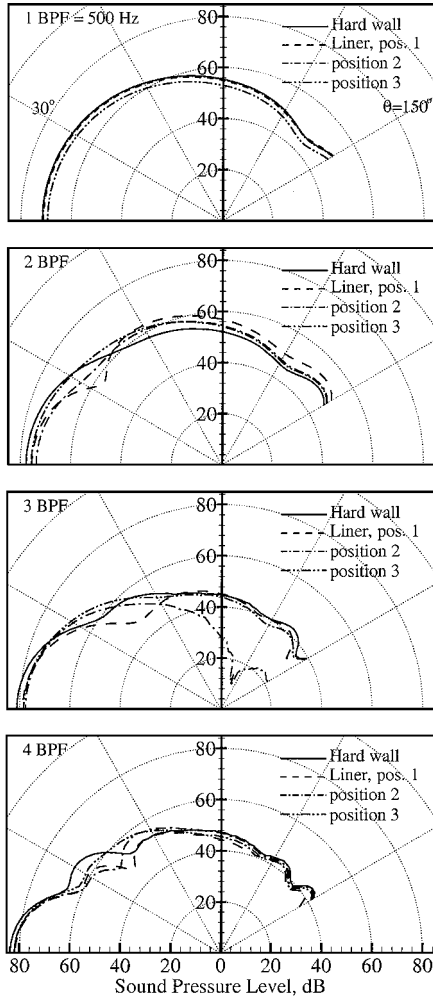 1 BPF = 500 Hz
80
60
40
20
Hard wall
Liner, pos. 1
position 2
position 3
30°
θ=150°
2 BPF
80
60
40
20
Hard wall
Liner, pos. 1
position 2
position 3
3 BPF
80
60
40
20
Hard wall
Liner, pos. 1
position 2
position 3
4 BPF
80
60
40
20
Hard wall
Liner, pos. 1
position 2
position 3
80 60 40 20 0 20 40 60 80
Sound Pressure Level, dB